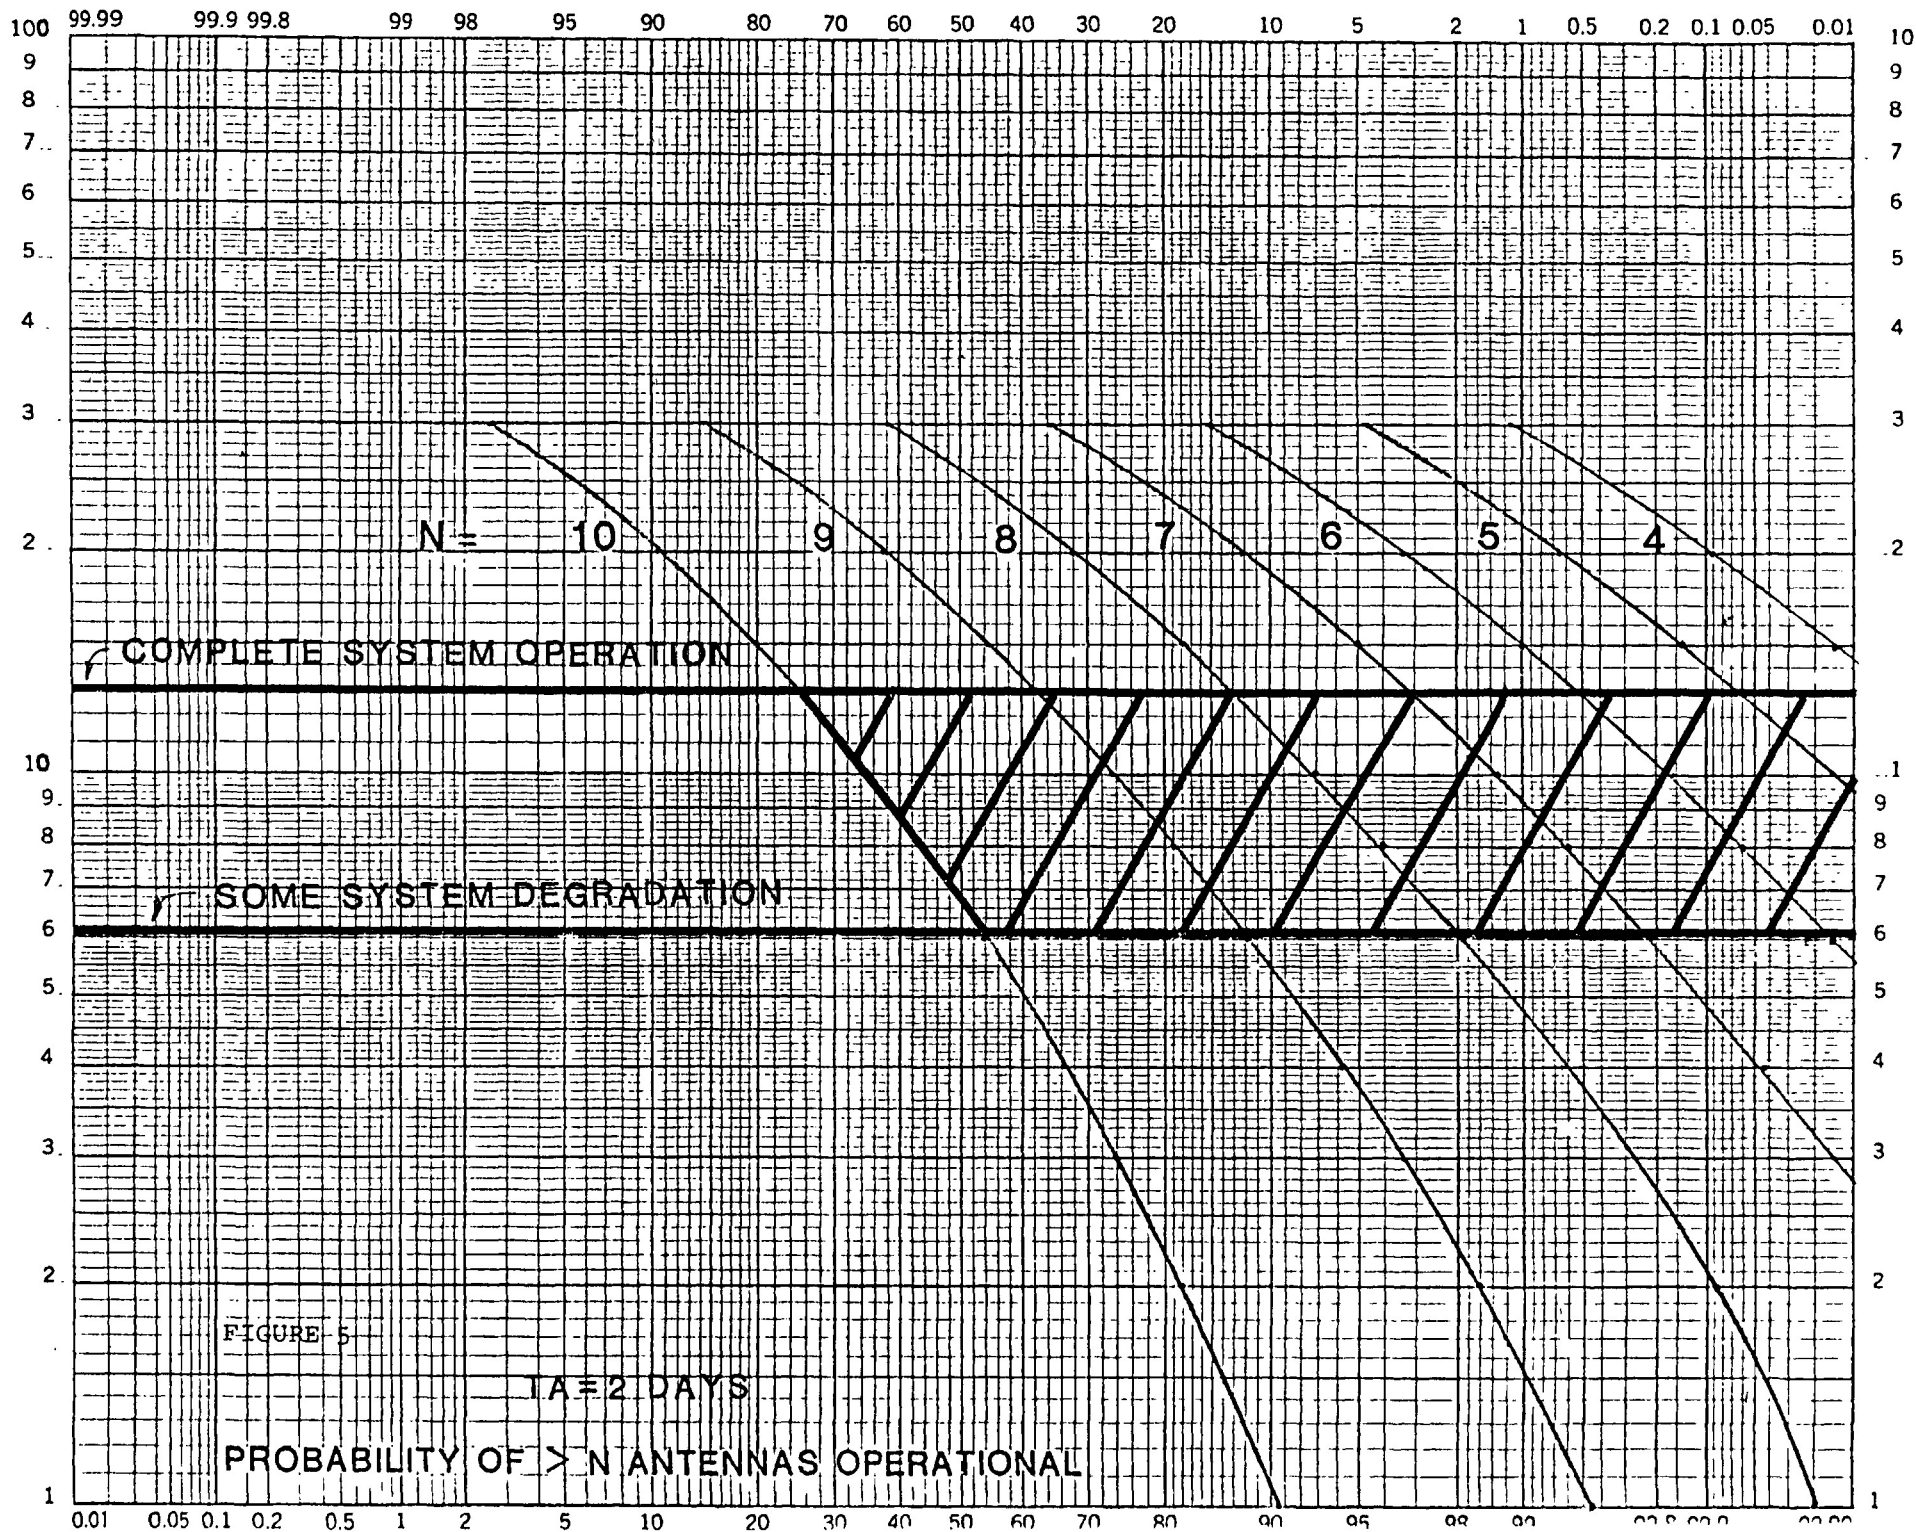 99.99 99.9 99.8 99 98 95 90 80 70 60 50 40 30 20 10 5 2 1 0.5 0.2 0.1 0.05 0.01
100 10
9 9
8 8
7 7
6 6
5 5
4 4
3 3
N = 10 9 8 7 6 5 4
2 2
COMPLETE SYSTEM OPERATION
10 1
9 9
8 8
7 7
SOME SYSTEM DEGRADATION
6 6
5 5
4 4
3 3
2 2
FIGURE 5
TA = 2 DAYS
PROBABILITY OF > N ANTENNAS OPERATIONAL
1 1
0.01 0.05 0.1 0.2 0.5 1 2 5 10 20 30 40 50 60 70 80 90 95 98 99